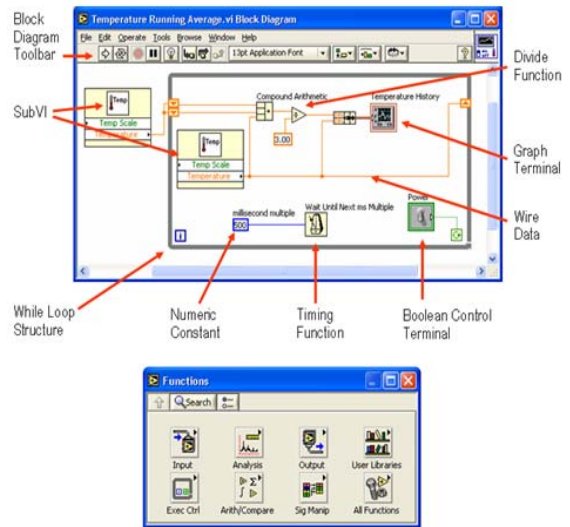 Block
Diagram
Toolbar
Temperature Running Average.vi Block Diagram
File Edit Operate Tools Browse Window Help
13pt Application Font
Divide
Function
SubVI
Temp
Temp Scale
Temperature
Compound Arithmetic
Temperature History
3.00
Temp
Temp Scale
Temperature
Graph
Terminal
millisecond multiple
500
Wait Until Next ms Multiple
Power
Wire
Data
i
While Loop
Structure
Numeric
Constant
Timing
Function
Boolean Control
Terminal
Functions
Search
Input
Analysis
Output
User Libraries
Exec Ctrl
Arith/Compare
Sig Manip
All Functions